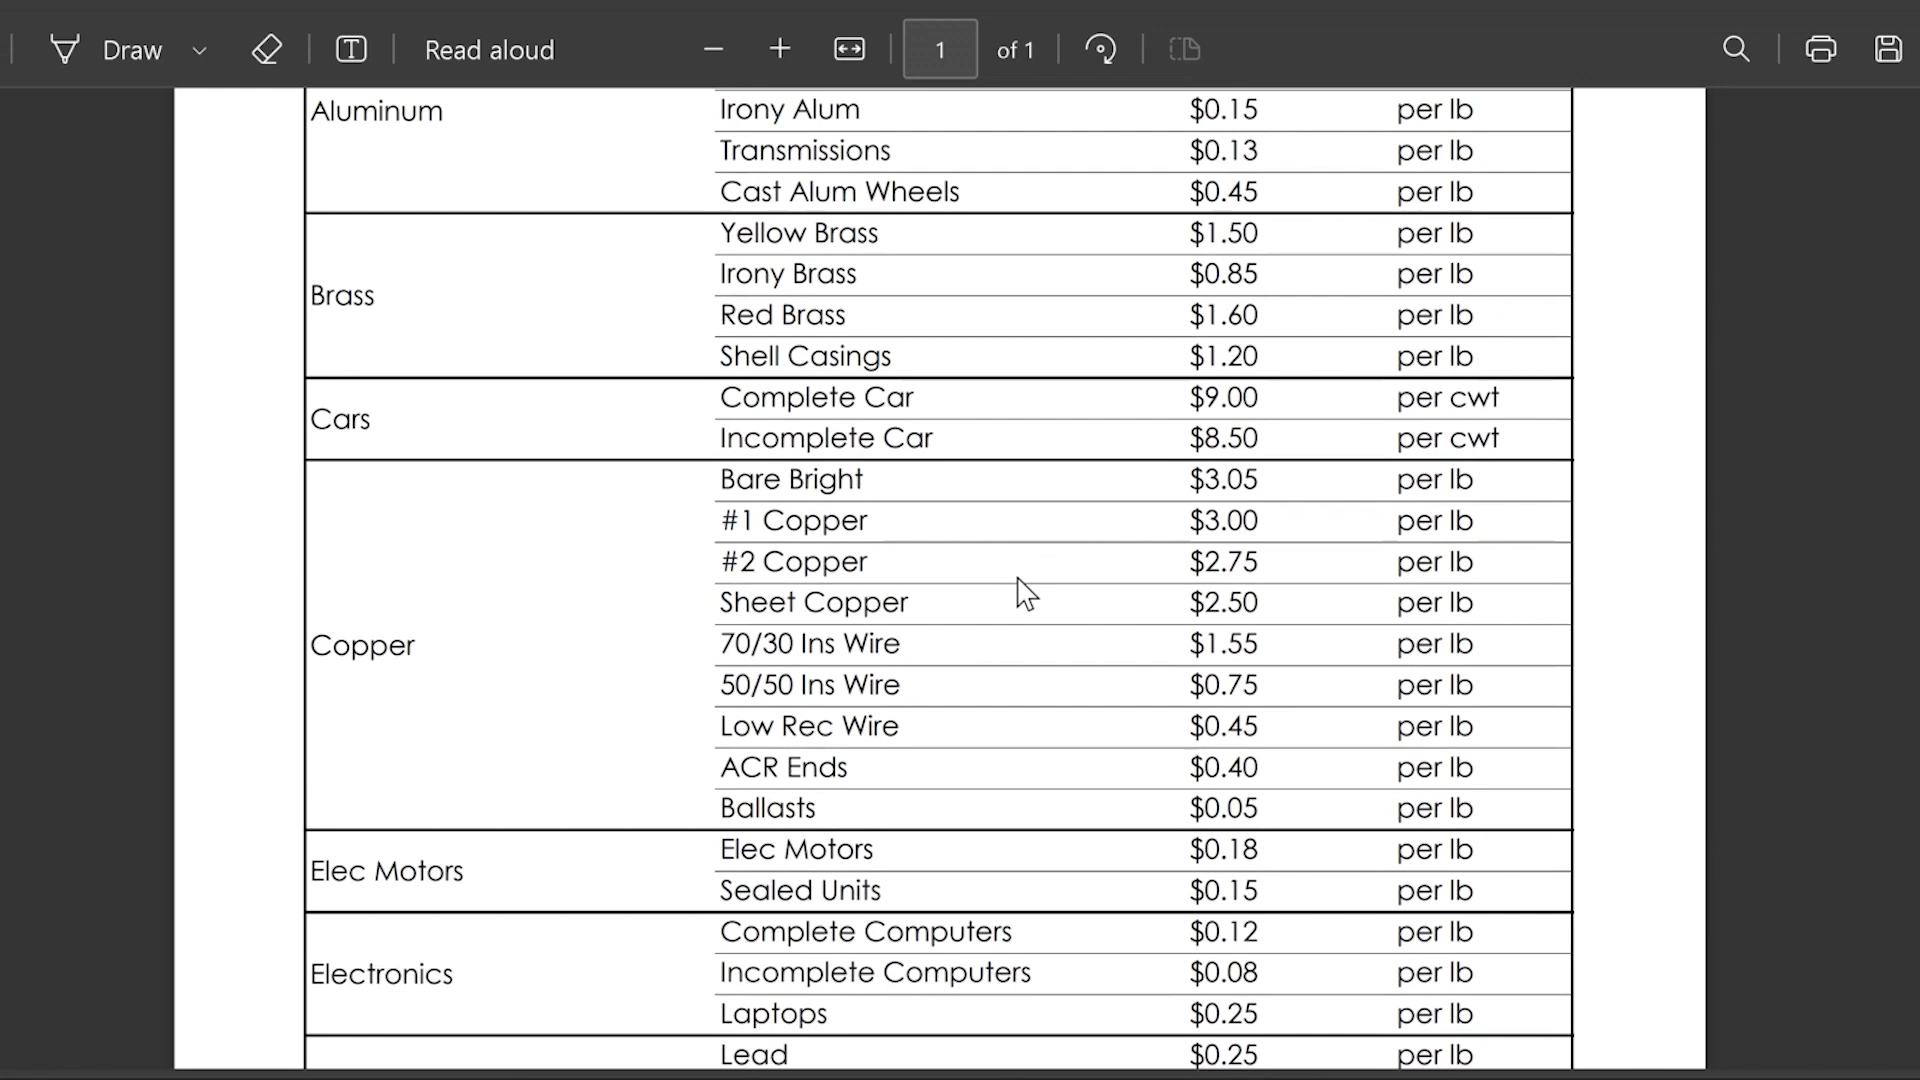 Draw Read aloud 1 of 1
Aluminum Irony Alum $0.15 per lb
Transmissions $0.13 per lb
Cast Alum Wheels $0.45 per lb
Yellow Brass $1.50 per lb
Irony Brass $0.85 per lb
Brass
Red Brass $1.60 per lb
Shell Casings $1.20 per lb
Complete Car $9.00 per cwt
Cars
Incomplete Car $8.50 per cwt
Bare Bright $3.05 per lb
#1 Copper $3.00 per lb
#2 Copper $2.75 per lb
Sheet Copper $2.50 per lb
Copper 70/30 Ins Wire $1.55 per lb
50/50 Ins Wire $0.75 per lb
Low Rec Wire $0.45 per lb
ACR Ends $0.40 per lb
Ballasts $0.05 per lb
Elec Motors $0.18 per lb
Elec Motors
Sealed Units $0.15 per lb
Complete Computers $0.12 per lb
Electronics Incomplete Computers $0.08 per lb
Laptops $0.25 per lb
Lead $0.25 per lb